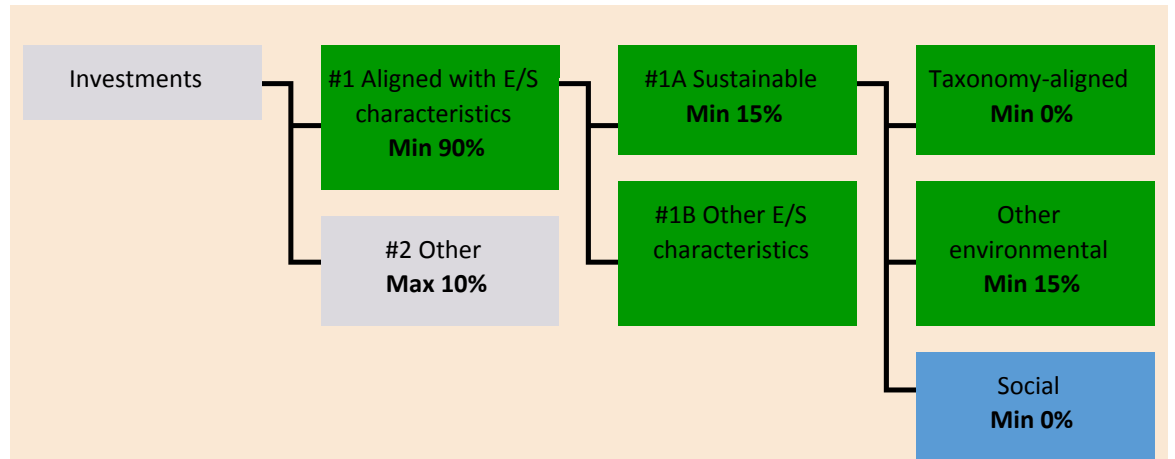 Investments
#1 Aligned with E/S
characteristics
Min 90%
#2 Other
Max 10%
#1A Sustainable
Min 15%
#1B Other E/S
characteristics
Taxonomy-aligned
Min 0%
Other
environmental
Min 15%
Social
Min 0%